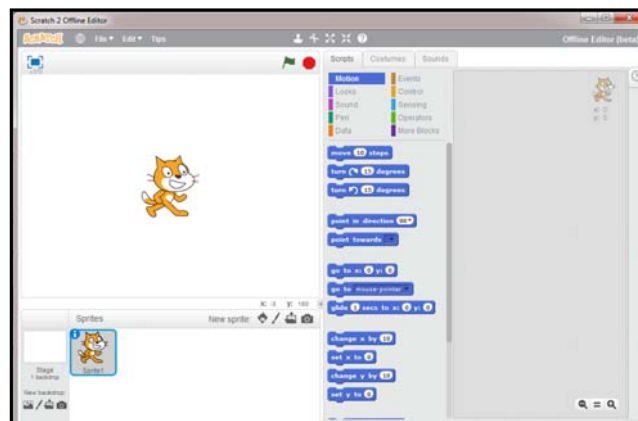 Scratch 2 Offline Editor
SCRATCH File Edit Tips
Offline Editor (beta)
Scripts Costumes Sounds
Motion Events
Looks Control
Sound Sensing
Pen Operators
Data More Blocks
move 10 steps
turn 15 degrees
turn 15 degrees
point in direction 90
point towards
go to x: 0 y: 0
go to mouse-pointer
glide 1 secs to x: 0 y: 0
change x by 10
set x to 0
change y by 10
set y to 0
x: 0
y: 0
Sprites New sprite:
Sprite1
Stage
1 backdrop
New backdrop: